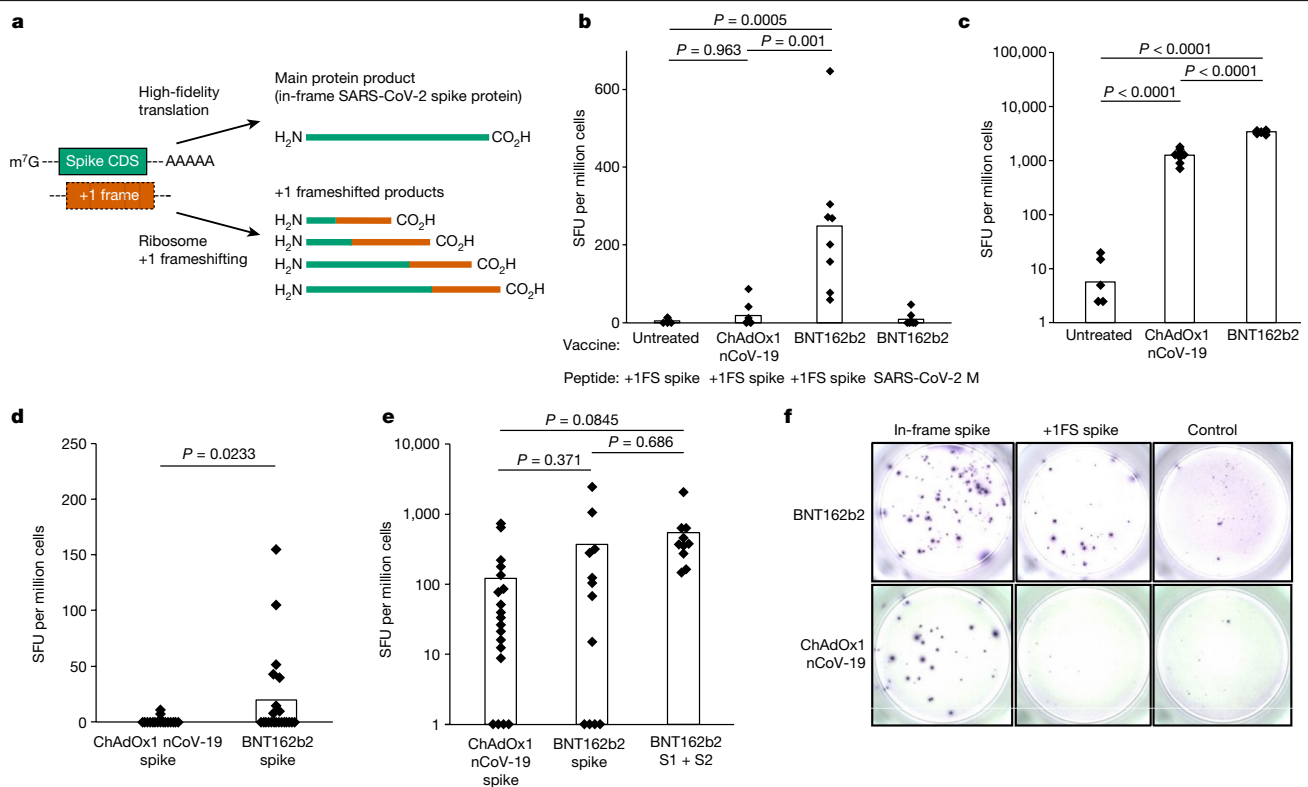 a
High-fidelity
translation
Main protein product
(in-frame SARS-CoV-2 spike protein)
H2N
CO2H
m7G
Spike CDS
AAAAA
+1 frame
+1 frameshifted products
H2N
CO2H
H2N
CO2H
H2N
CO2H
H2N
CO2H
Ribosome
+1 frameshifting
b
P = 0.0005
P = 0.963
P = 0.001
SFU per million cells
600
400
200
0
Vaccine:
Untreated
ChAdOx1
nCoV-19
BNT162b2
BNT162b2
Peptide:
+1FS spike
+1FS spike
+1FS spike
SARS-CoV-2 M
c
P < 0.0001
P < 0.0001
P < 0.0001
SFU per million cells
100,000
10,000
1,000
100
10
1
Untreated
ChAdOx1
nCoV-19
BNT162b2
d
P = 0.0233
SFU per million cells
250
200
150
100
50
0
ChAdOx1 nCoV-19
spike
BNT162b2
spike
e
P = 0.0845
P = 0.686
P = 0.371
SFU per million cells
10,000
1,000
100
10
1
ChAdOx1
nCoV-19
spike
BNT162b2
spike
BNT162b2
S1 + S2
f
In-frame spike
+1FS spike
Control
BNT162b2
ChAdOx1
nCoV-19